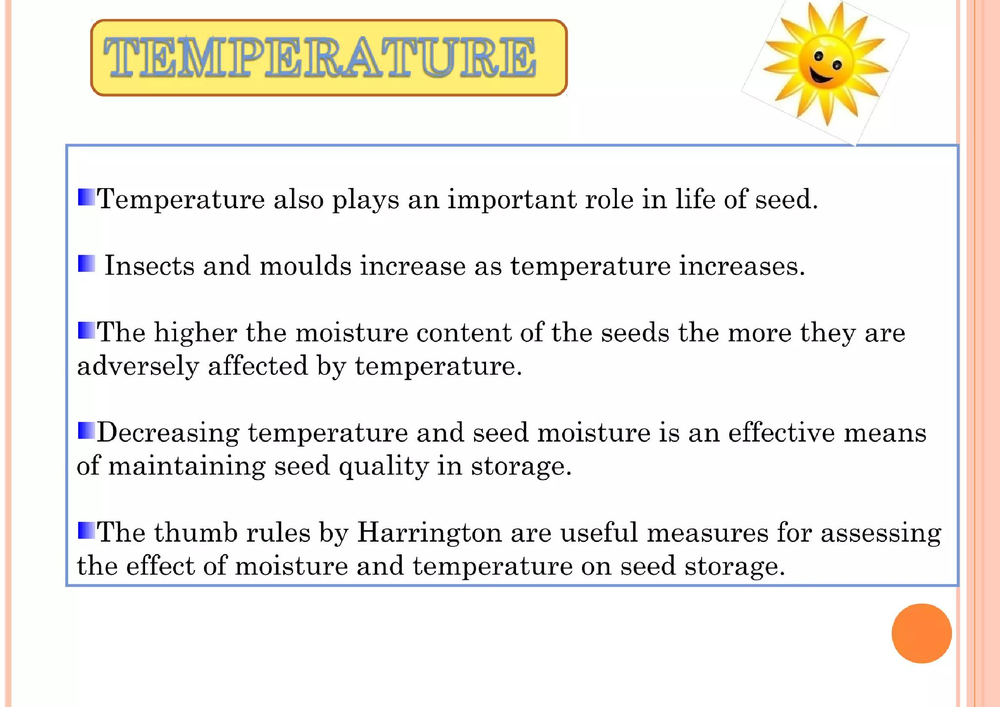 TEMPERATURE
Temperature also plays an important role in life of seed.
Insects and moulds increase as temperature increases.
The higher the moisture content of the seeds the more they are
adversely affected by temperature.
Decreasing temperature and seed moisture is an effective means
of maintaining seed quality in storage.
The thumb rules by Harrington are useful measures for assessing
the effect of moisture and temperature on seed storage.